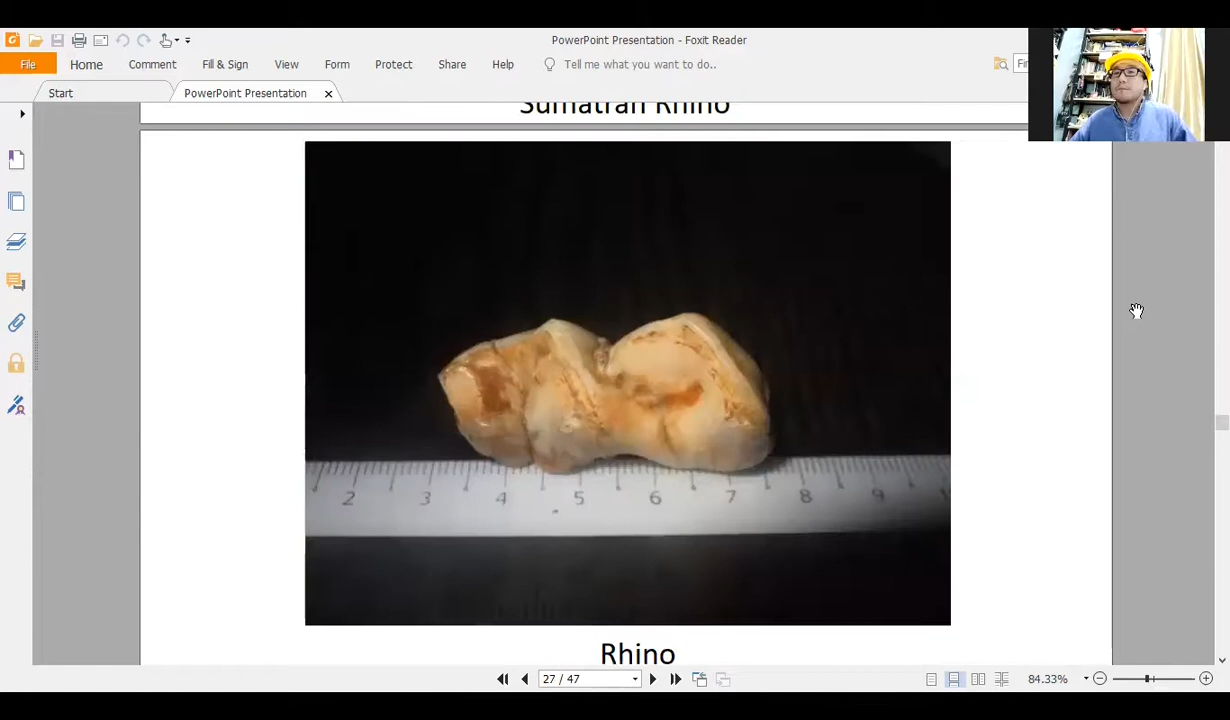 PowerPoint Presentation - Foxit Reader
File Home Comment Fill & Sign View Form Protect Share Help Tell me what you want to do..
Start PowerPoint Presentation
Sumatran Rhino
2 3 4 5 6 7 8 9
Rhino
27 / 47 84.33%